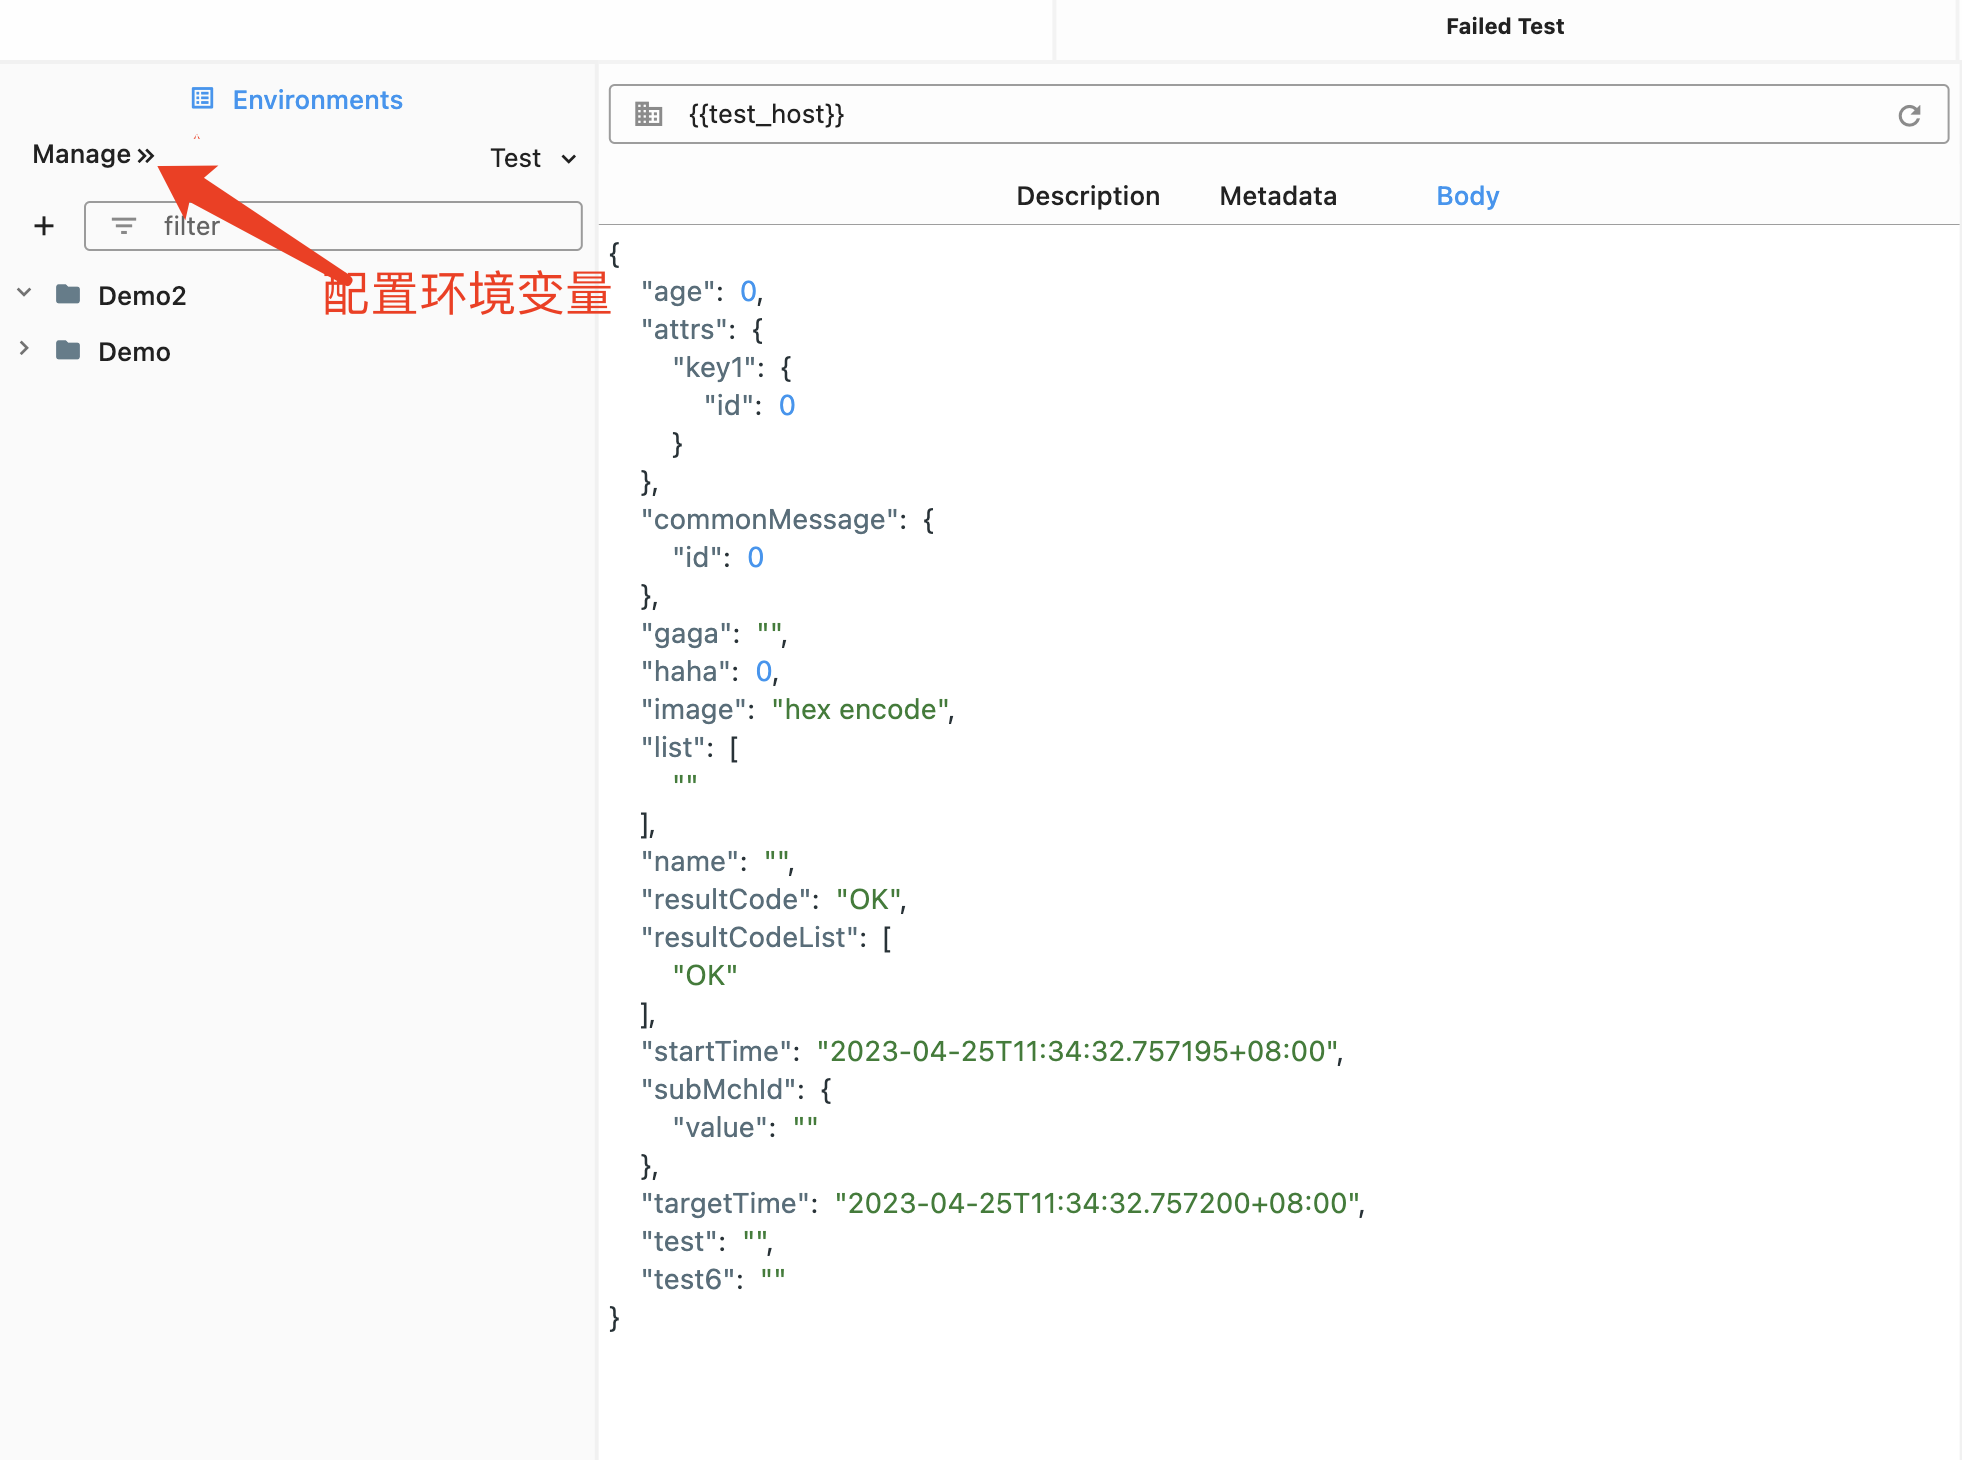 Failed Test
Environments
Manage »
Test
filter
配置环境变量
Demo2
Demo
{{test_host}}
Description Metadata Body
{
"age": 0,
"attrs": {
"key1": {
"id": 0
}
},
"commonMessage": {
"id": 0
},
"gaga": "",
"haha": 0,
"image": "hex encode",
"list": [
""
],
"name": "",
"resultCode": "OK",
"resultCodeList": [
"OK"
],
"startTime": "2023-04-25T11:34:32.757195+08:00",
"subMchId": {
"value": ""
},
"targetTime": "2023-04-25T11:34:32.757200+08:00",
"test": "",
"test6": ""
}